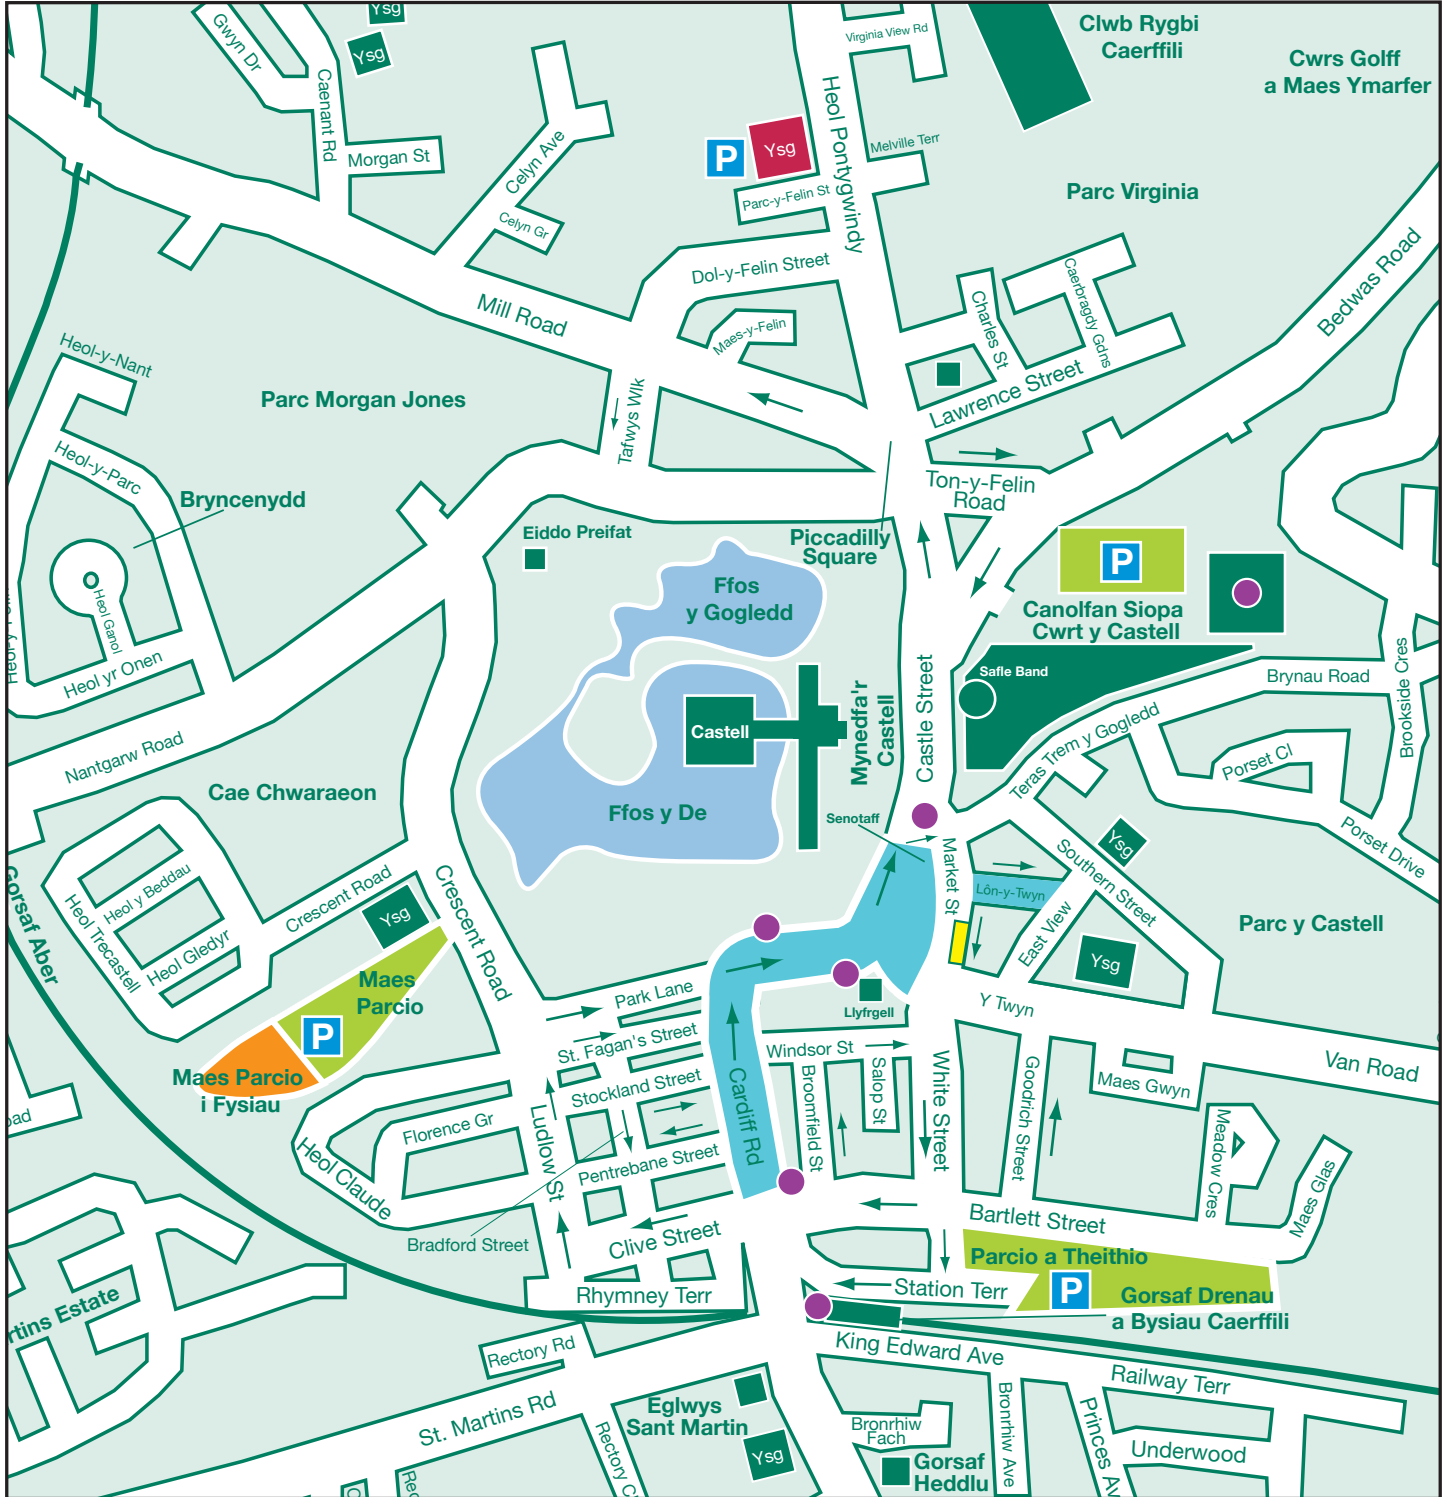 Ysg
Gwyn Dr
Ysg
Caenant Rd
Morgan St
Celyn Ave
Celyn Gr
Virginia View Rd
Clwb Rygbi
Caerffili
Cwrs Golff
a Maes Ymarfer
Heol Pontygwindy
P
Ysg
Melville Terr
Parc-y-Felin St
Parc Virginia
Dol-y-Felin Street
Mill Road
Maes-y-Felin
Charles St
Caerbragdy Gdns
Bedwas Road
Lawrence Street
Heol-y-Nant
Parc Morgan Jones
Tafwys Wlk
Heol-y-Parc
Bryncenydd
Ton-y-Felin
Road
Eiddo Preifat
Piccadilly
Square
P
Ffos
y Gogledd
Canolfan Siopa
Cwrt y Castell
Heol Ganol
Heol yr Onen
Safle Band
Brynau Road
Brookside Cres
Castell
Mynedfa'r
Castell
Castle Street
Nantgarw Road
Teras Trem y Gogledd
Porset Cl
Cae Chwaraeon
Ffos y De
Senotaff
Porset Drive
Ysg
Market St
Southern Street
Lôn-y-Twyn
Gorsaf Aber
Heol y Beddau
Heol Trecastell
Heol Gledyr
Crescent Road
Ysg
Crescent Road
East View
Ysg
Parc y Castell
Maes
Parcio
P
Park Lane
Llyfrgell
Y Twyn
St. Fagan's Street
Windsor St
Van Road
Maes Parcio
i Fysiau
Stockland Street
Cardiff Rd
Broomfield St
Salop St
White Street
Goodrich Street
Maes Gwyn
Meadow Cres
Maes Glas
Florence Gr
Ludlow St
Pentrebane Street
Heol Claude
Bradford Street
Clive Street
Bartlett Street
Parcio a Theithio
P
Rhymney Terr
Station Terr
Gorsaf Drenau
a Bysiau Caerffili
Rectory Rd
King Edward Ave
Railway Terr
St. Martins Rd
Eglwys
Sant Martin
Ysg
Bronrhiw
Fach
Bronrhiw Ave
Underwood
Gorsaf
Heddlu